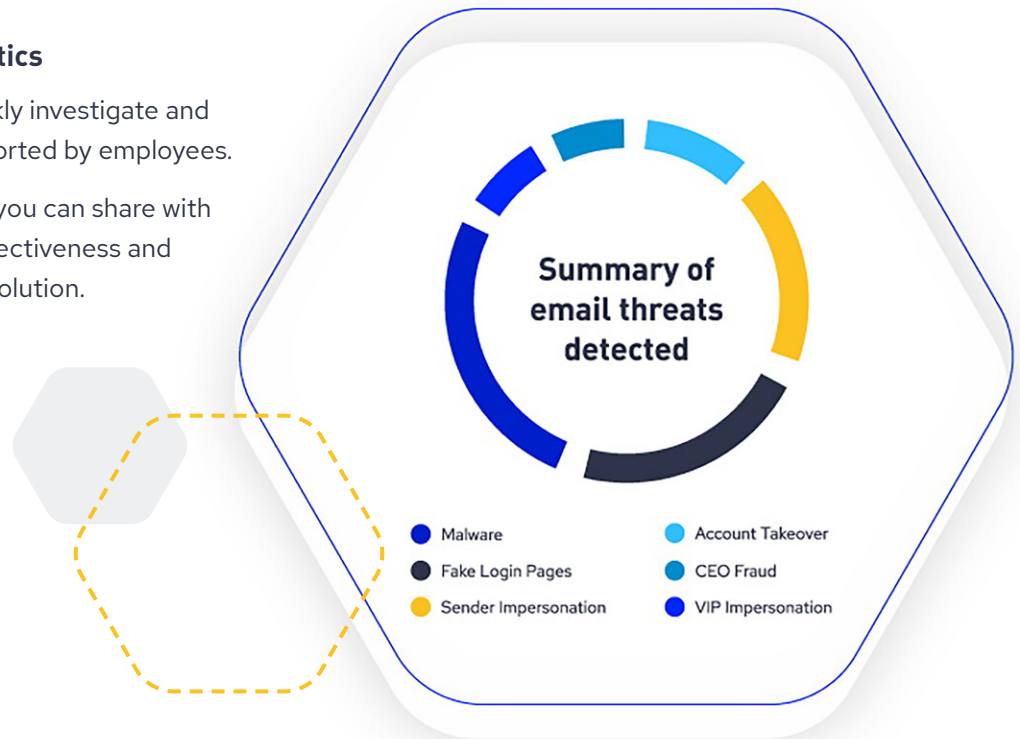 tics
kly investigate and
orted by employees.
you can share with
ectiveness and
olution.
Summary of
email threats
detected
Malware
Fake Login Pages
Sender Impersonation
Account Takeover
CEO Fraud
VIP Impersonation